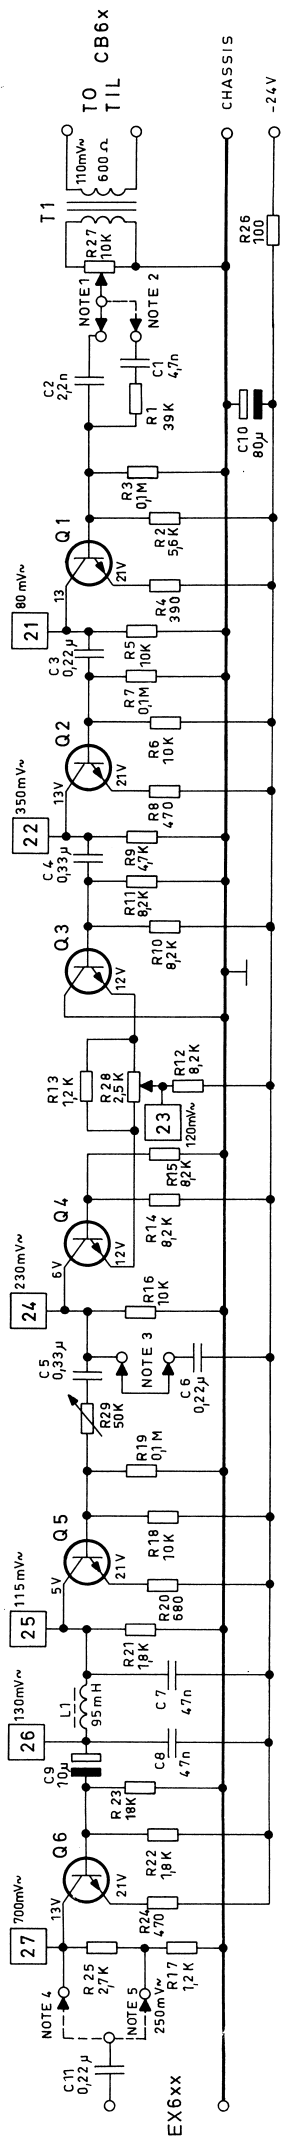 TO
TIL
CB6x
110mV~
600Ω
T1
R27
10K
NOTE 1
NOTE 2
C2
2,2n
C1
4,7n
R1
39K
CHASSIS
-24V
R26
100
C10
80µ
R3
0,1M
R2
5,6K
Q1
13
21V
R4
390
80mV~
21
C3
0,22µ
R5
10K
R7
0,1M
R6
10K
Q2
13V
21V
R8
470
350mV~
22
C4
0,33µ
R9
4,7K
R11
8,2K
R10
8,2K
Q3
12V
R13
1,2K
R28
2,5K
23
120mV~
R12
8,2K
R15
8,2K
R14
8,2K
Q4
6V
12V
230mV~
24
R16
10K
C5
0,33µ
NOTE 3
C6
0,22µ
R29
50K
R19
0,1M
R18
10K
Q5
5V
21V
R20
680
115mV~
25
R21
1,8K
L1
95mH
C7
47n
130mV~
26
C8
47n
C9
10µ
R23
18K
R22
1,8K
Q6
13V
21V
R24
470
700mV~
27
R25
2,7K
R17
1,2K
NOTE 4
NOTE 5
250mV~
C11
0,22µ
EX6xx